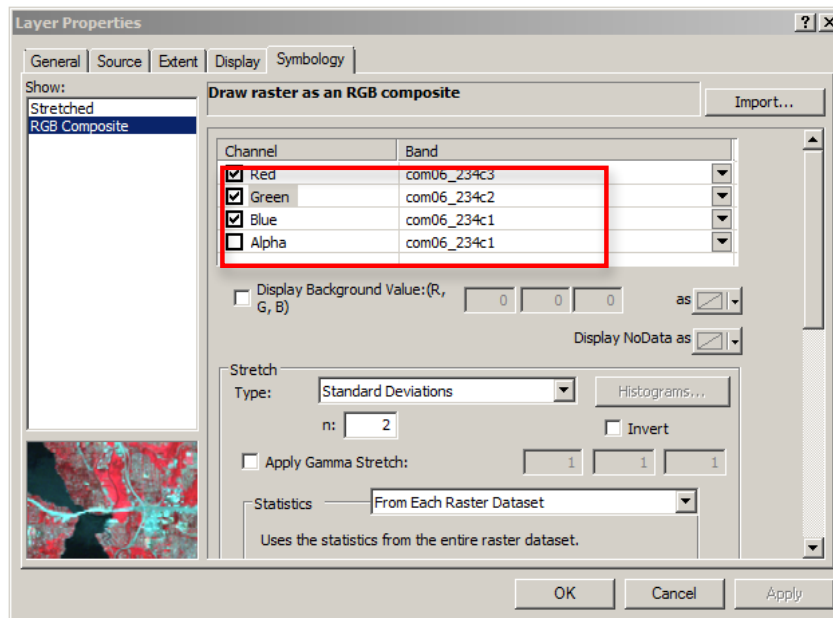 Layer Properties
General Source Extent Display Symbology
Show:
Stretched
RGB Composite
Draw raster as an RGB composite
Import...
Channel Band
Red com06_234c3
Green com06_234c2
Blue com06_234c1
Alpha com06_234c1
Display Background Value:(R, G, B) 0 0 0 as
Display NoData as
Stretch
Type: Standard Deviations Histograms...
n: 2 Invert
Apply Gamma Stretch: 1 1 1
Statistics From Each Raster Dataset
Uses the statistics from the entire raster dataset.
OK Cancel Apply